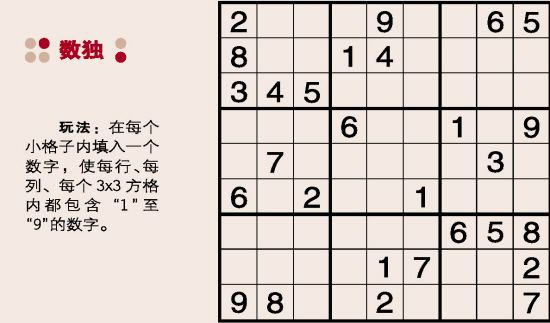 数独
玩法：在每个
小格子内填入一个
数字，使每行、每
列、每个 3x3 方格
内都包含 “1” 至
“9”的数字。
2 9 6 5
8 1 4
3 4 5
6 1 9
7 3
6 2 1
6 5 8
1 7 2
9 8 2 7